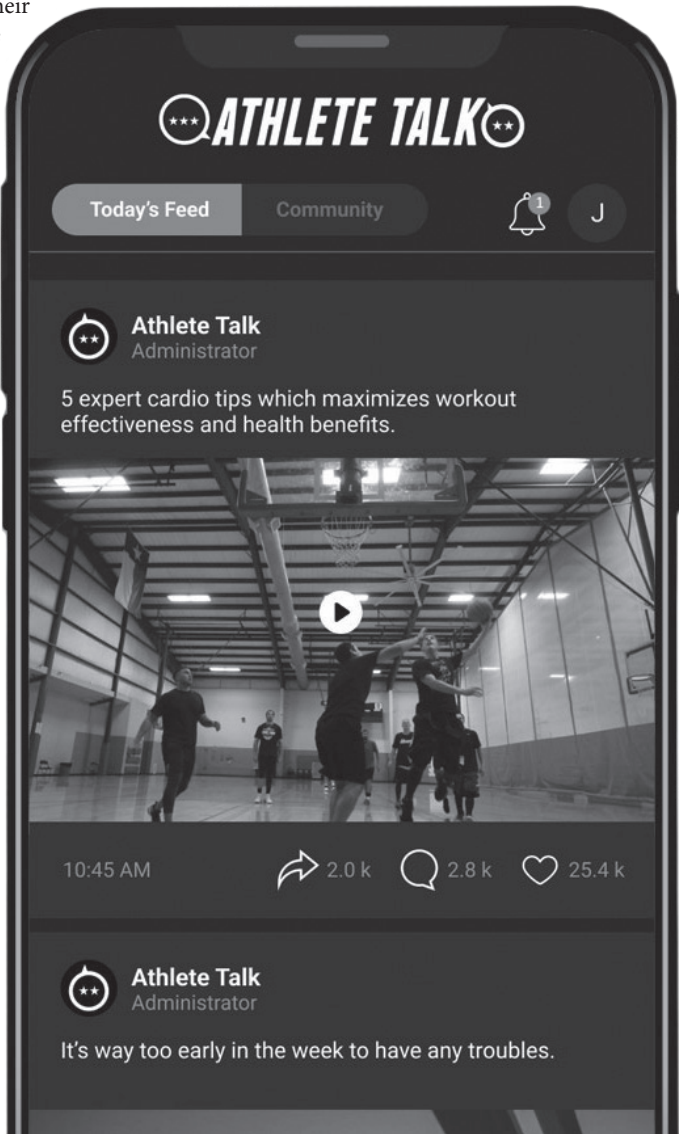 eir
ATHLETE TALK
Today's Feed Community 1 J
Athlete Talk
Administrator
5 expert cardio tips which maximizes workout
effectiveness and health benefits.
10:45 AM 2.0 k 2.8 k 25.4 k
Athlete Talk
Administrator
It's way too early in the week to have any troubles.